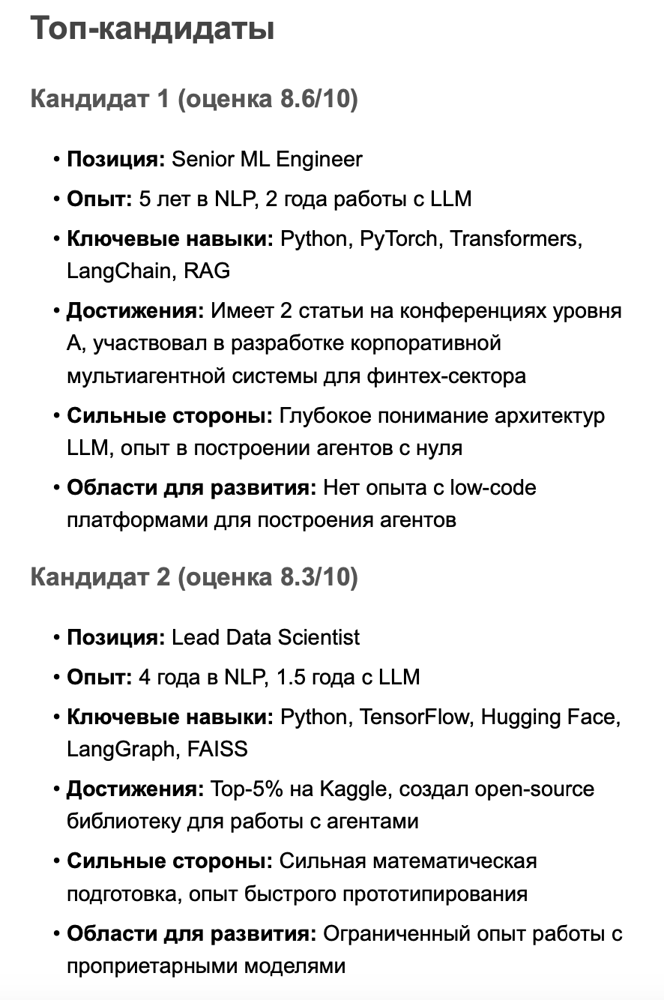 Топ-кандидаты
Кандидат 1 (оценка 8.6/10)
• Позиция: Senior ML Engineer
• Опыт: 5 лет в NLP, 2 года работы с LLM
• Ключевые навыки: Python, PyTorch, Transformers,
LangChain, RAG
• Достижения: Имеет 2 статьи на конференциях уровня
А, участвовал в разработке корпоративной
мультиагентной системы для финтех-сектора
• Сильные стороны: Глубокое понимание архитектур
LLM, опыт в построении агентов с нуля
• Области для развития: Нет опыта с low-code
платформами для построения агентов
Кандидат 2 (оценка 8.3/10)
• Позиция: Lead Data Scientist
• Опыт: 4 года в NLP, 1.5 года с LLM
• Ключевые навыки: Python, TensorFlow, Hugging Face,
LangGraph, FAISS
• Достижения: Top-5% на Kaggle, создал open-source
библиотеку для работы с агентами
• Сильные стороны: Сильная математическая
подготовка, опыт быстрого прототипирования
• Области для развития: Ограниченный опыт работы с
проприетарными моделями